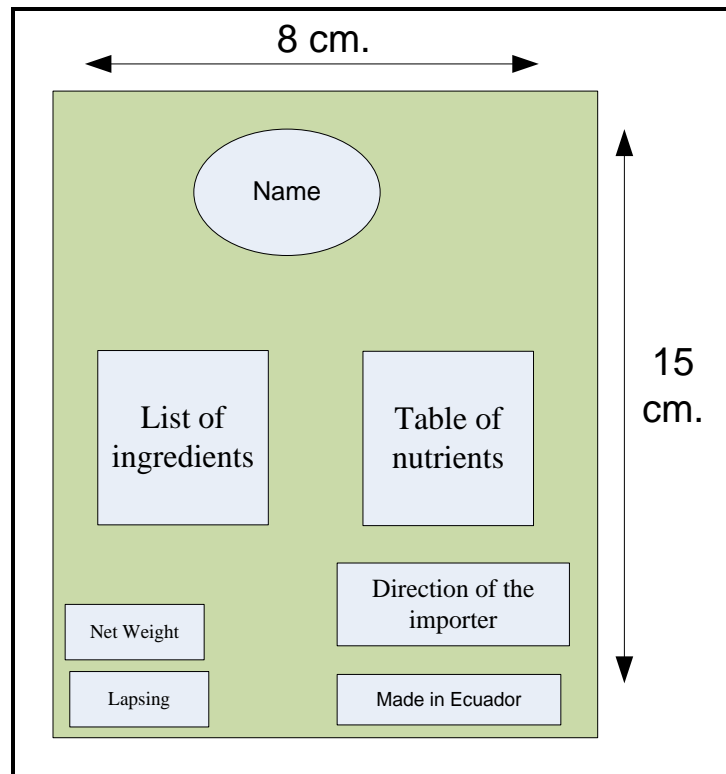 8 cm.
Name
15
cm.
List of
ingredients
Table of
nutrients
Direction of the
importer
Net Weight
Lapsing
Made in Ecuador